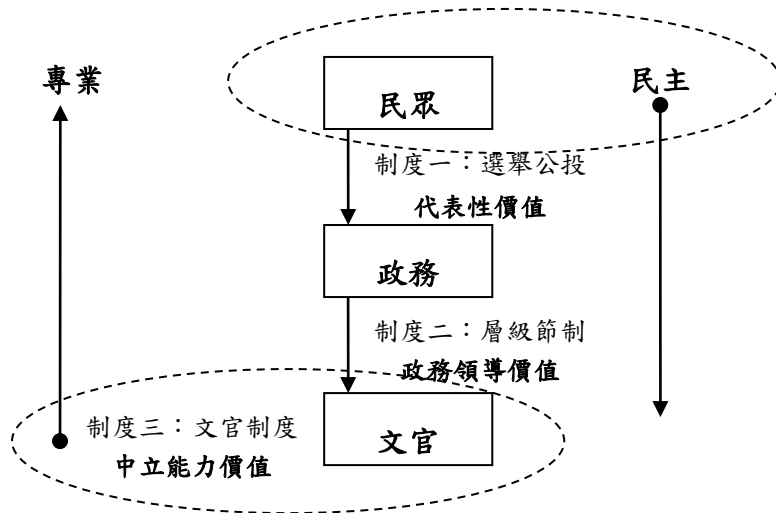 專業
民眾
民主
制度一：選舉公投
代表性價值
政務
制度二：層級節制
政務領導價值
制度三：文官制度
中立能力價值
文官